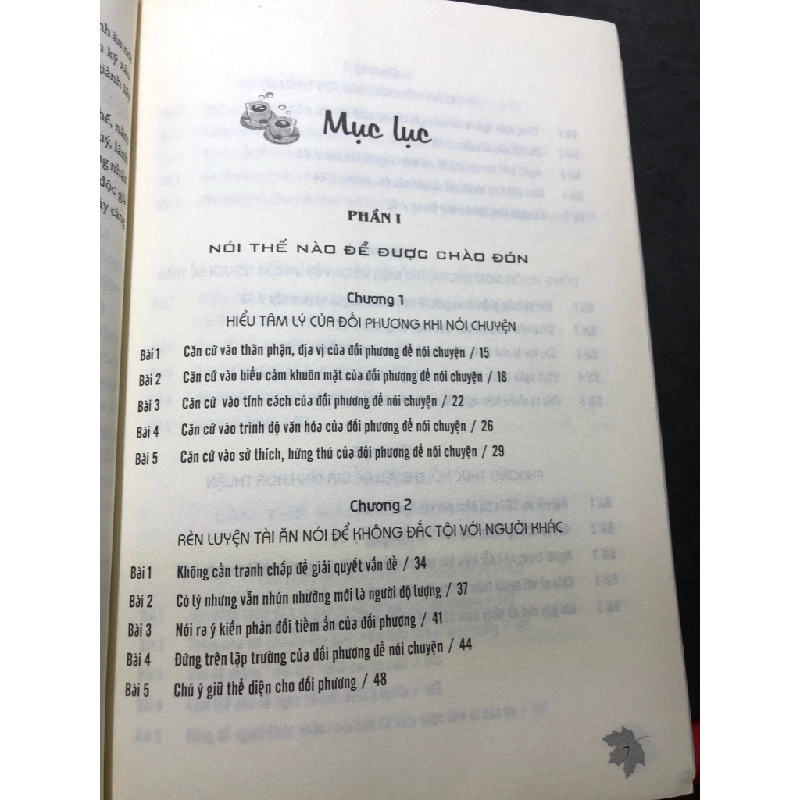 Mục lục
PHẦN I
NÓI THẾ NÀO ĐỂ ĐƯỢC CHÀO ĐÓN
Chương 1
HIỂU TÂM LÝ CỦA ĐỐI PHƯƠNG KHI NÓI CHUYỆN
Bài 1 Căn cứ vào thân phận, địa vị của đối phương để nói chuyện / 15
Bài 2 Căn cứ vào biểu cảm khuôn mặt của đối phương để nói chuyện / 18
Bài 3 Căn cứ vào tính cách của đối phương để nói chuyện / 22
Bài 4 Căn cứ vào trình độ văn hóa của đối phương để nói chuyện / 26
Bài 5 Căn cứ vào sở thích, hứng thú của đối phương để nói chuyện / 29
Chương 2
RÈN LUYỆN TÀI ĂN NÓI ĐỂ KHÔNG ĐẮC TỘI VỚI NGƯỜI KHÁC
Bài 1 Không cần tranh chấp để giải quyết vấn đề / 34
Bài 2 Có lý nhưng vẫn nhún nhường mới là người độ lượng / 37
Bài 3 Nói ra ý kiến phản đối tiềm ẩn của đối phương / 41
Bài 4 Đứng trên lập trường của đối phương để nói chuyện / 44
Bài 5 Chú ý giữ thể diện cho đối phương / 48
7